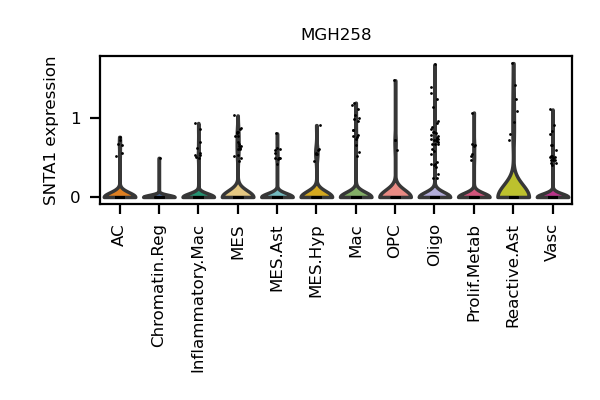 MGH258
SNTA1 expression
1
0
AC
Chromatin.Reg
Inflammatory.Mac
MES
MES.Ast
MES.Hyp
Mac
OPC
Oligo
Prolif.Metab
Reactive.Ast
Vasc